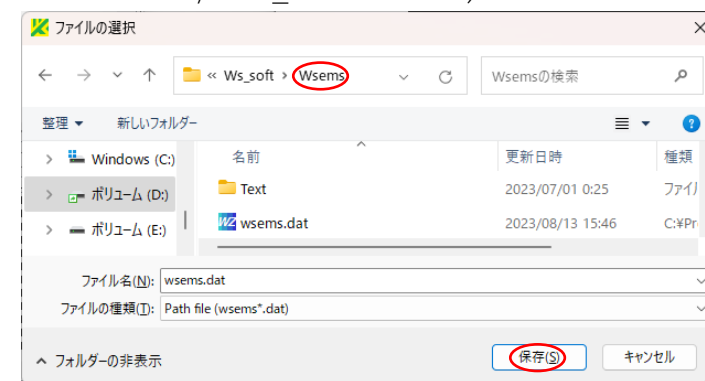 ファイルの選択
« Ws_soft › Wsems
Wsemsの検索
整理 新しいフォルダー
名前 更新日時 種類
Windows (C:)
ボリューム (D:)
ボリューム (E:)
Text 2023/07/01 0:25 ファイル
wsems.dat 2023/08/13 15:46 C:¥Pr
ファイル名(N): wsems.dat
ファイルの種類(T): Path file (wsems*.dat)
フォルダーの非表示
保存(S) キャンセル